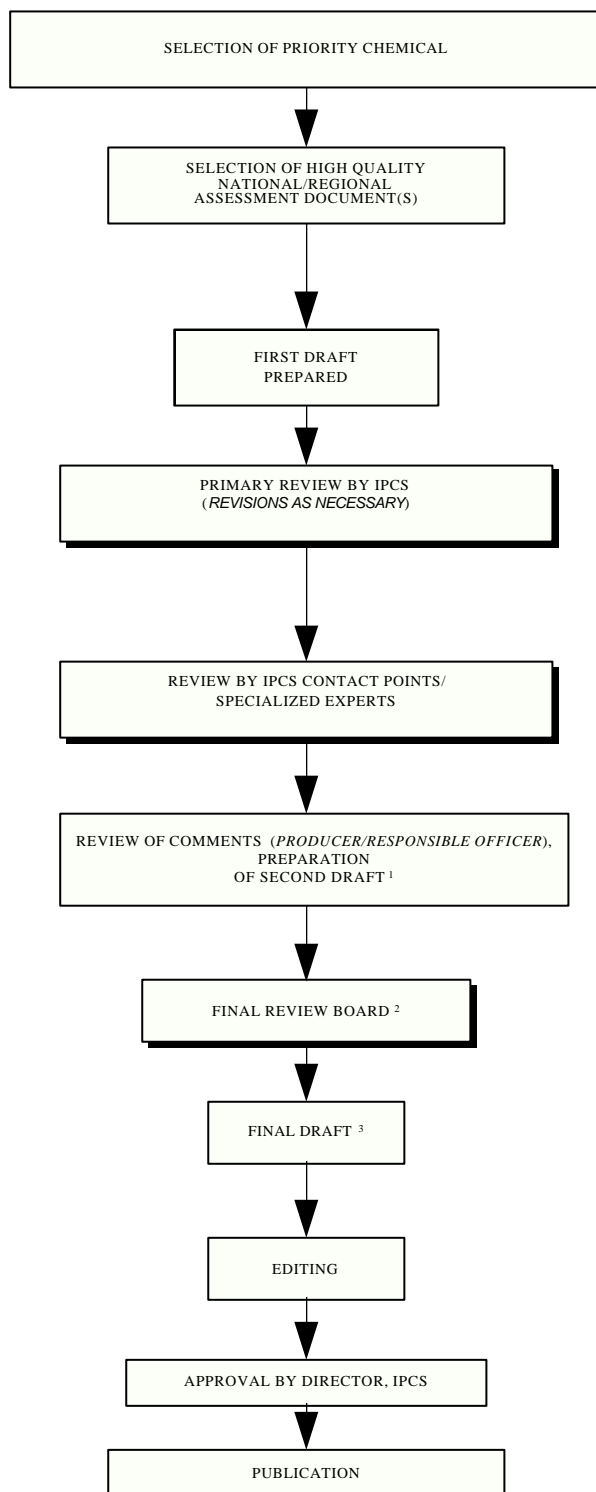 SELECTION OF PRIORITY CHEMICAL
SELECTION OF HIGH QUALITY
NATIONAL/REGIONAL
ASSESSMENT DOCUMENT(S)
FIRST DRAFT
PREPARED
PRIMARY REVIEW BY IPCS
(REVISIONS AS NECESSARY)
REVIEW BY IPCS CONTACT POINTS/
SPECIALIZED EXPERTS
REVIEW OF COMMENTS (PRODUCER/RESPONSIBLE OFFICER),
PREPARATION
OF SECOND DRAFT ¹
FINAL REVIEW BOARD ²
FINAL DRAFT ³
EDITING
APPROVAL BY DIRECTOR, IPCS
PUBLICATION